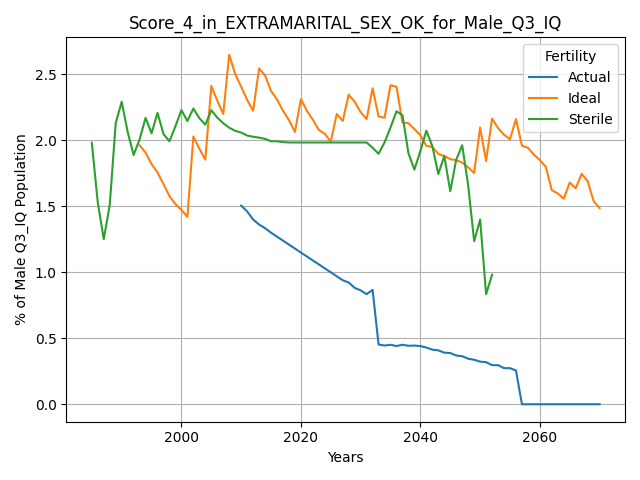 Score_4_in_EXTRAMARITAL_SEX_OK_for_Male_Q3_IQ
Fertility
Actual
Ideal
Sterile
% of Male Q3_IQ Population
2.5
2.0
1.5
1.0
0.5
0.0
2000
2020
2040
2060
Years